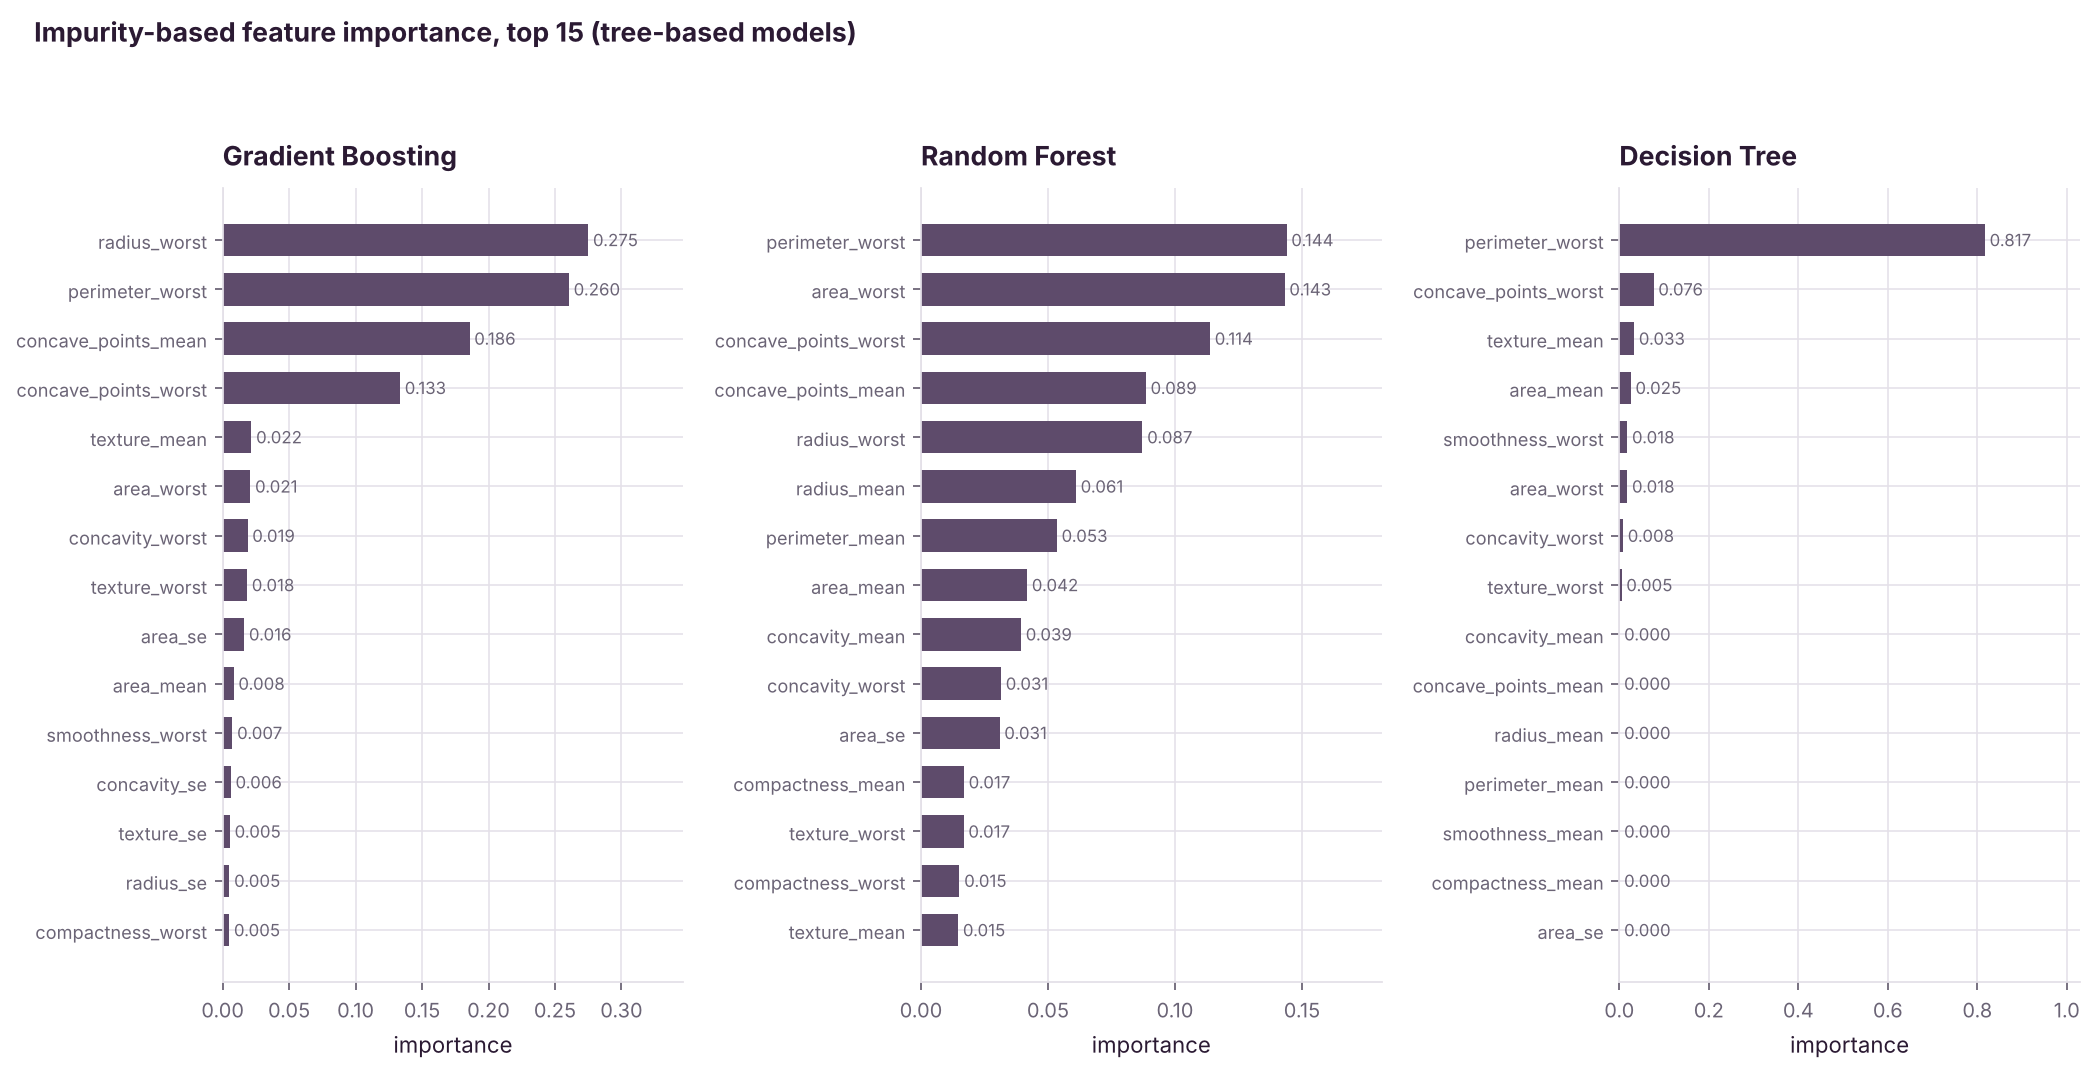 Impurity-based feature importance, top 15 (tree-based models)
Gradient Boosting
radius_worst 0.275
perimeter_worst 0.260
concave_points_mean 0.186
concave_points_worst 0.133
texture_mean 0.022
area_worst 0.021
concavity_worst 0.019
texture_worst 0.018
area_se 0.016
area_mean 0.008
smoothness_worst 0.007
concavity_se 0.006
texture_se 0.005
radius_se 0.005
compactness_worst 0.005
0.00 0.05 0.10 0.15 0.20 0.25 0.30
importance
Random Forest
perimeter_worst 0.144
area_worst 0.143
concave_points_worst 0.114
concave_points_mean 0.089
radius_worst 0.087
radius_mean 0.061
perimeter_mean 0.053
area_mean 0.042
concavity_mean 0.039
concavity_worst 0.031
area_se 0.031
compactness_mean 0.017
texture_worst 0.017
compactness_worst 0.015
texture_mean 0.015
0.00 0.05 0.10 0.15
importance
Decision Tree
perimeter_worst 0.817
concave_points_worst 0.076
texture_mean 0.033
area_mean 0.025
smoothness_worst 0.018
area_worst 0.018
concavity_worst 0.008
texture_worst 0.005
concavity_mean 0.000
concave_points_mean 0.000
radius_mean 0.000
perimeter_mean 0.000
smoothness_mean 0.000
compactness_mean 0.000
area_se 0.000
0.0 0.2 0.4 0.6 0.8 1.0
importance